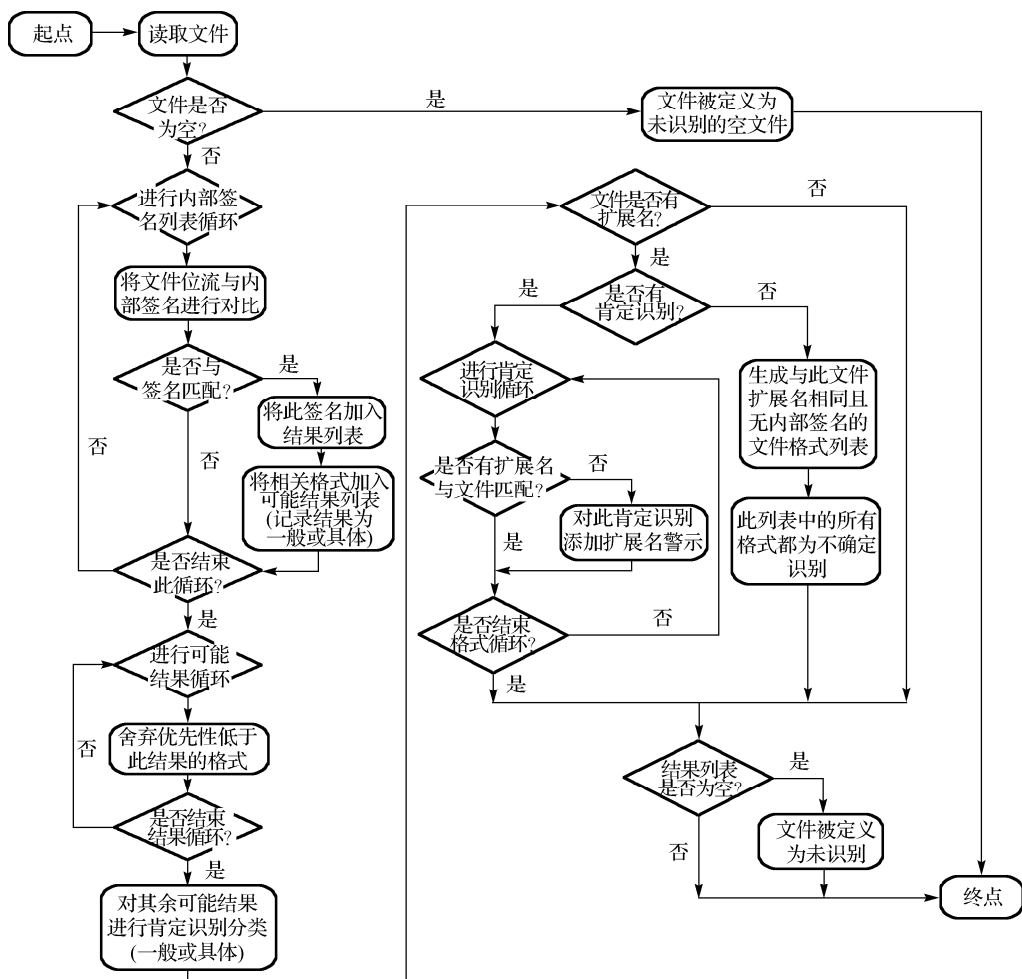 起点
读取文件
文件是否
为空?
是
文件被定义为
未识别的空文件
否
进行内部签
名列表循环
将文件位流与内
部签名进行对比
是否与
签名匹配?
是
将此签名加入
结果列表
否
否
将相关格式加入
可能结果列表
(记录结果为
一般或具体)
是否结束
此循环?
是
进行可能
结果循环
否
舍弃优先性低于
此结果的格式
是否结束
结果循环?
是
对其余可能结果
进行肯定识别分类
(一般或具体)
文件是否有
扩展名?
否
是
是否有
肯定识别?
是
否
进行肯定
识别循环
生成与此文件
扩展名相同且
无内部签名的
文件格式列表
是否有扩展名
与文件匹配?
否
对此肯定识别
添加扩展名警示
是
此列表中的所有
格式都为不确定
识别
是否结束
格式循环?
否
是
结果列表
是否为空?
是
文件被定义
为未识别
否
终点